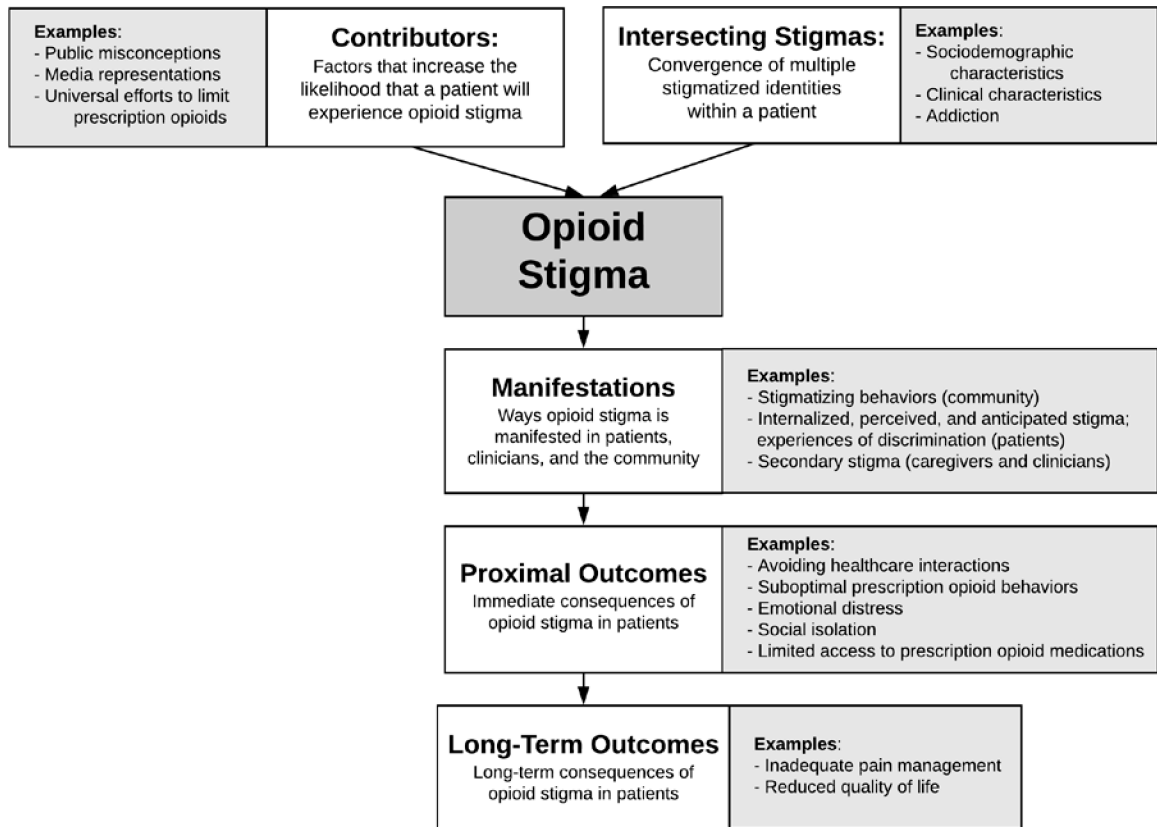 Examples:
- Public misconceptions
- Media representations
- Universal efforts to limit
prescription opioids
Contributors:
Factors that increase the
likelihood that a patient will
experience opioid stigma
Intersecting Stigmas:
Convergence of multiple
stigmatized identities
within a patient
Examples:
- Sociodemographic
characteristics
- Clinical characteristics
- Addiction
Opioid
Stigma
Manifestations
Ways opioid stigma is
manifested in patients,
clinicians, and the community
Examples:
- Stigmatizing behaviors (community)
- Internalized, perceived, and anticipated stigma;
experiences of discrimination (patients)
- Secondary stigma (caregivers and clinicians)
Proximal Outcomes
Immediate consequences of
opioid stigma in patients
Examples:
- Avoiding healthcare interactions
- Suboptimal prescription opioid behaviors
- Emotional distress
- Social isolation
- Limited access to prescription opioid medications
Long-Term Outcomes
Long-term consequences of
opioid stigma in patients
Examples:
- Inadequate pain management
- Reduced quality of life